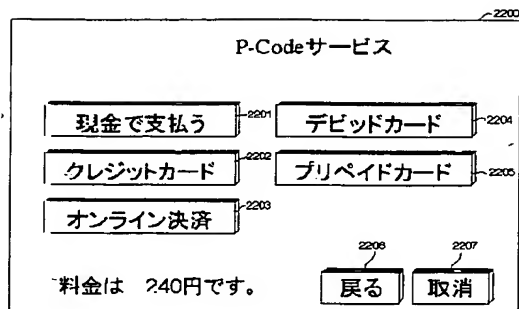 2200
P-Codeサービス
現金で支払う 2201 デビッドカード 2204
クレジットカード 2202 プリペイドカード 2205
オンライン決済 2203
2206 2207
料金は 240円です。 戻る 取消